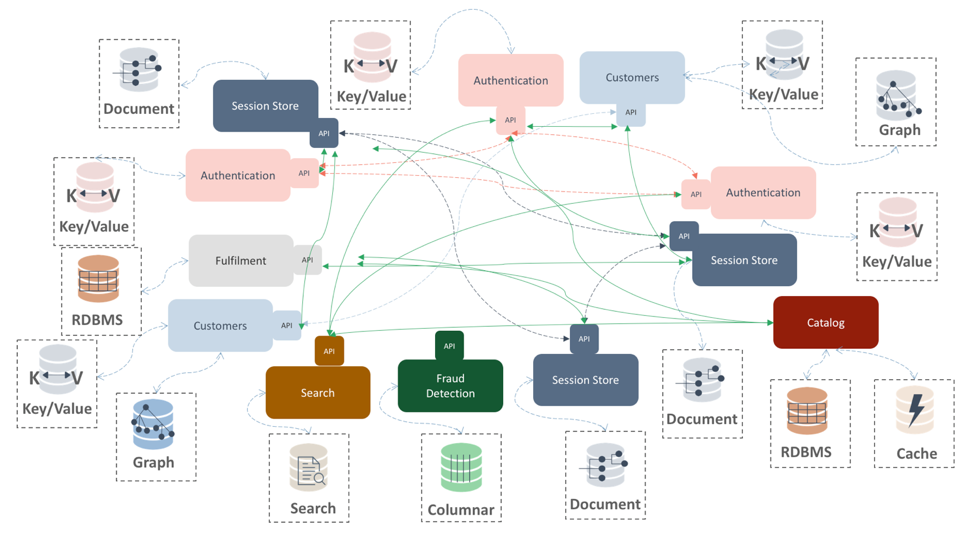 Document
Session Store
API
K V
Key/Value
Authentication
API
Customers
API
K V
Key/Value
Graph
K V
Key/Value
Authentication
API
API
Authentication
K V
Key/Value
API
Session Store
Fulfilment
API
RDBMS
Customers
API
K V
Key/Value
Graph
API
Search
API
Fraud
Detection
API
Session Store
Catalog
Document
RDBMS
Cache
Search
Columnar
Document